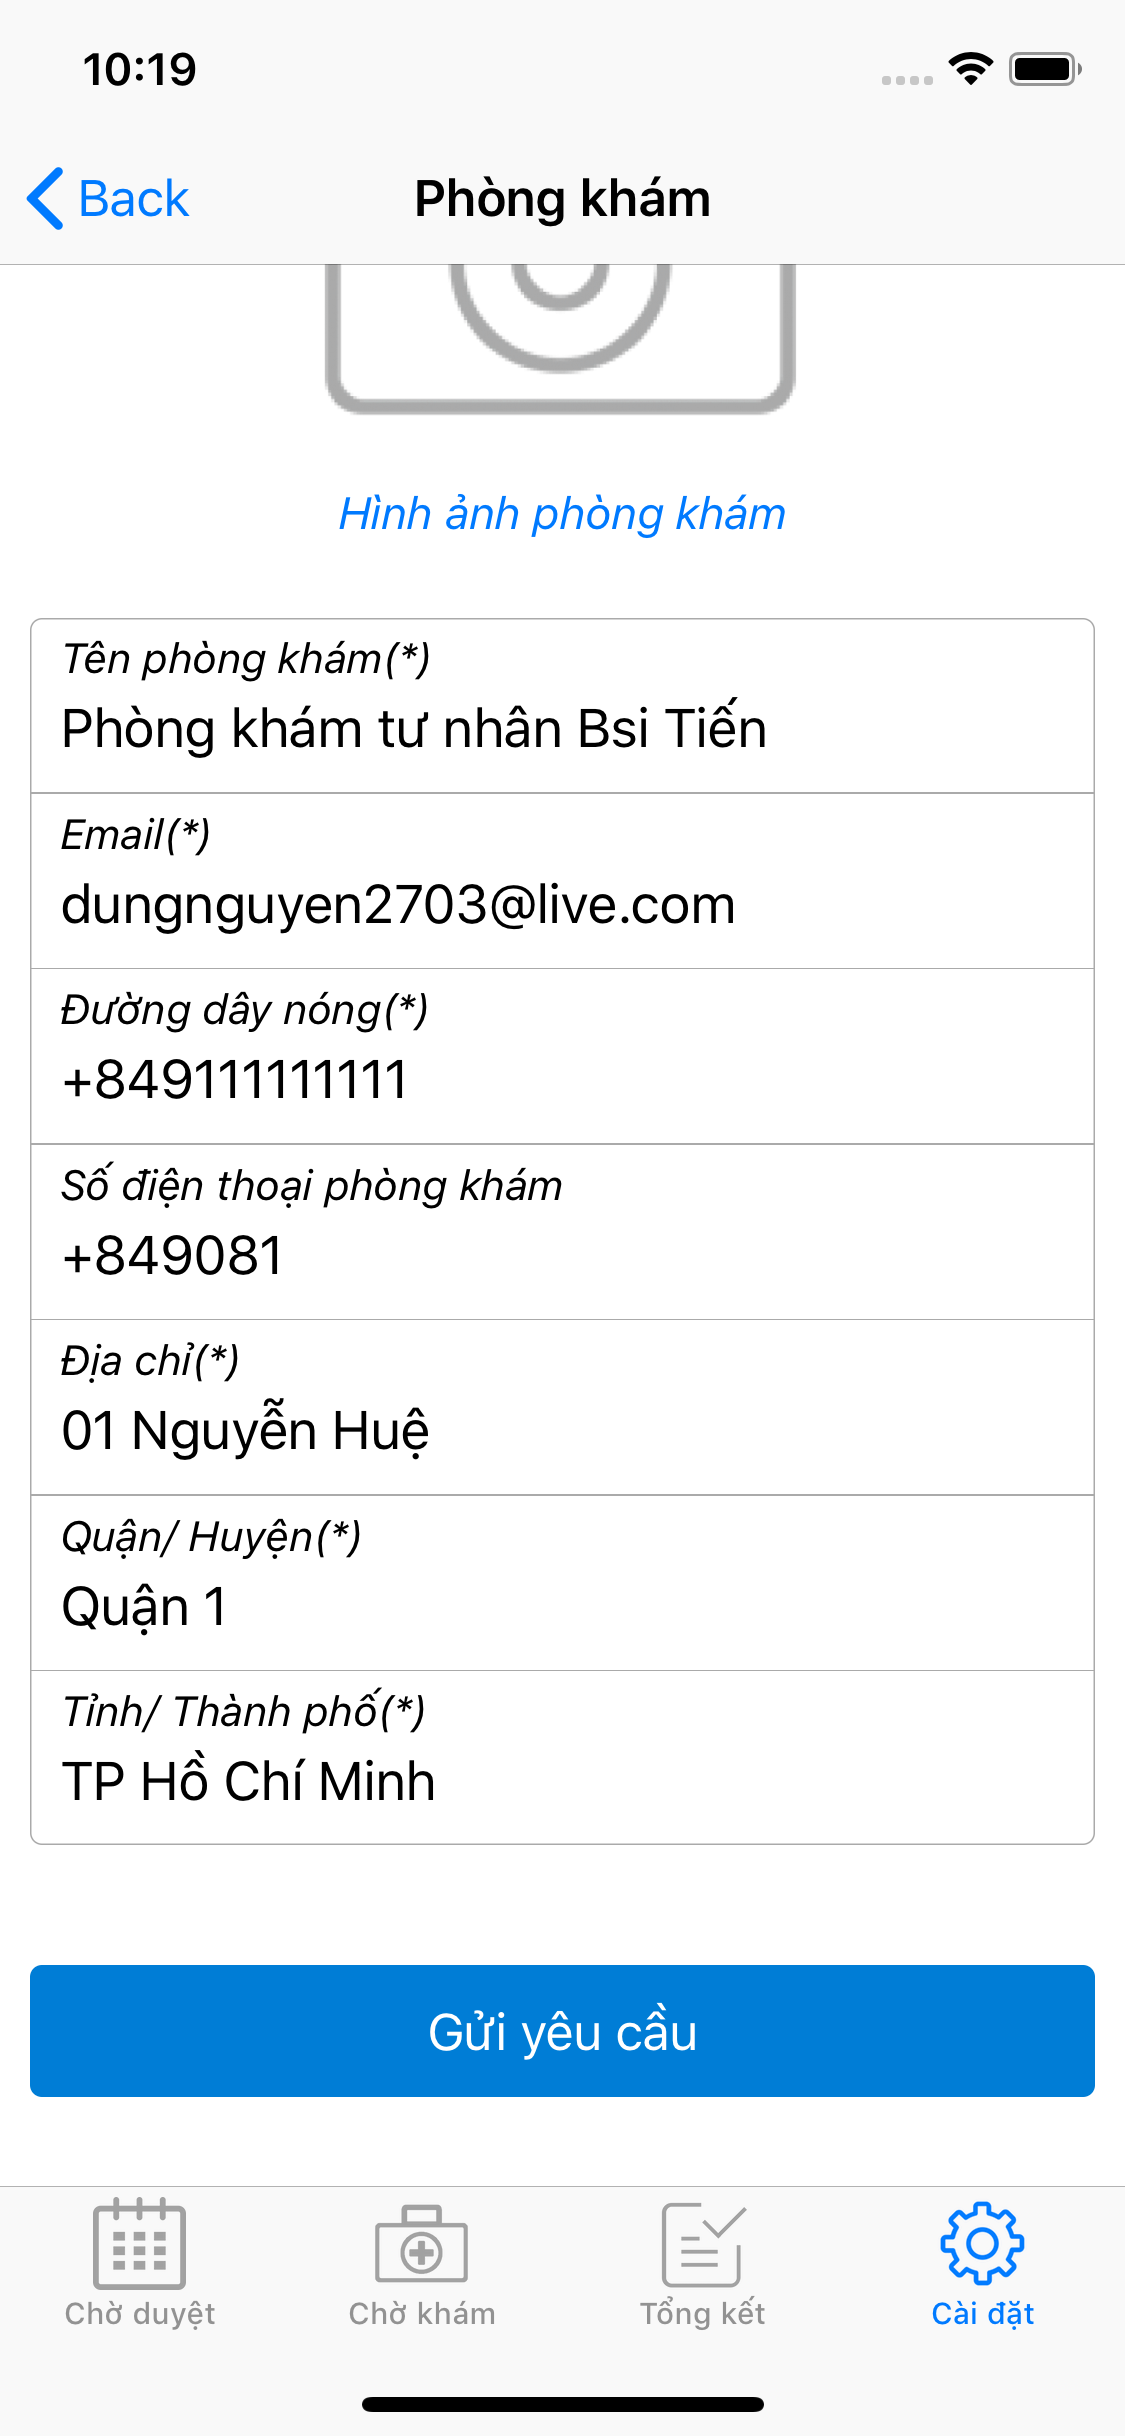 10:19
Back
Phòng khám
Hình ảnh phòng khám
Tên phòng khám(*)
Phòng khám tư nhân Bsi Tiến
Email(*)
dungnguyen2703@live.com
Đường dây nóng(*)
+849111111111
Số điện thoại phòng khám
+849081
Địa chỉ(*)
01 Nguyễn Huệ
Quận/ Huyện(*)
Quận 1
Tỉnh/ Thành phố(*)
TP Hồ Chí Minh
Gửi yêu cầu
Chờ duyệt
Chờ khám
Tổng kết
Cài đặt